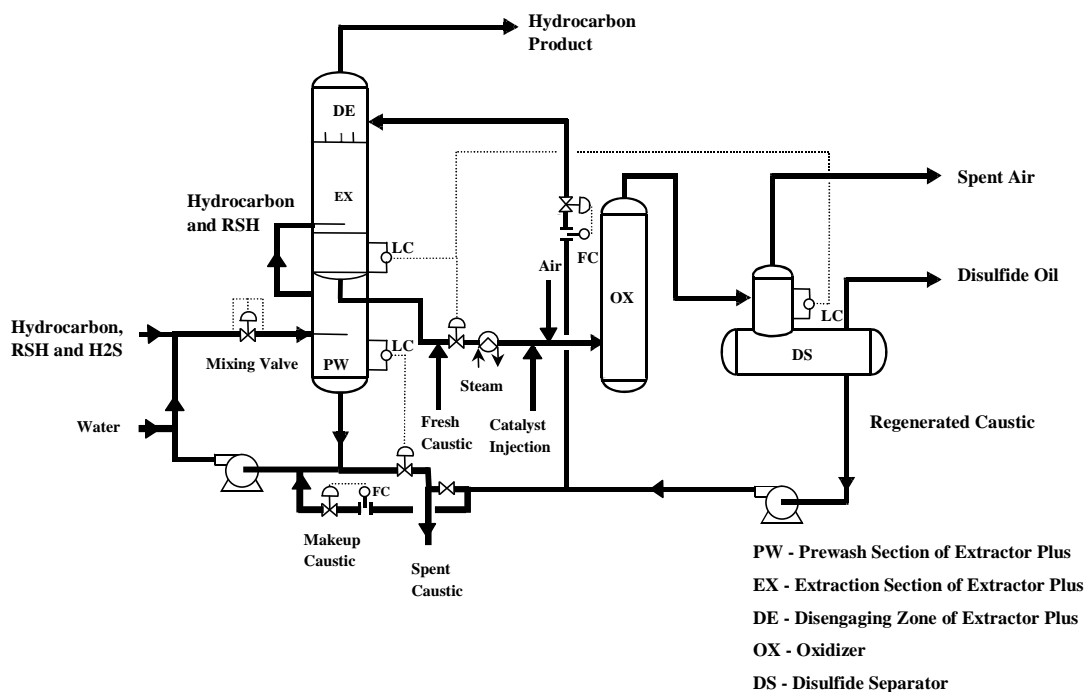 Hydrocarbon
Product
DE
EX
Hydrocarbon
and RSH
LC
Air
FC
OX
Spent Air
Disulfide Oil
LC
DS
Hydrocarbon,
RSH and H2S
Mixing Valve
PW
LC
Steam
Fresh
Caustic
Catalyst
Injection
Regenerated Caustic
Water
FC
Makeup
Caustic
Spent
Caustic
PW - Prewash Section of Extractor Plus
EX - Extraction Section of Extractor Plus
DE - Disengaging Zone of Extractor Plus
OX - Oxidizer
DS - Disulfide Separator